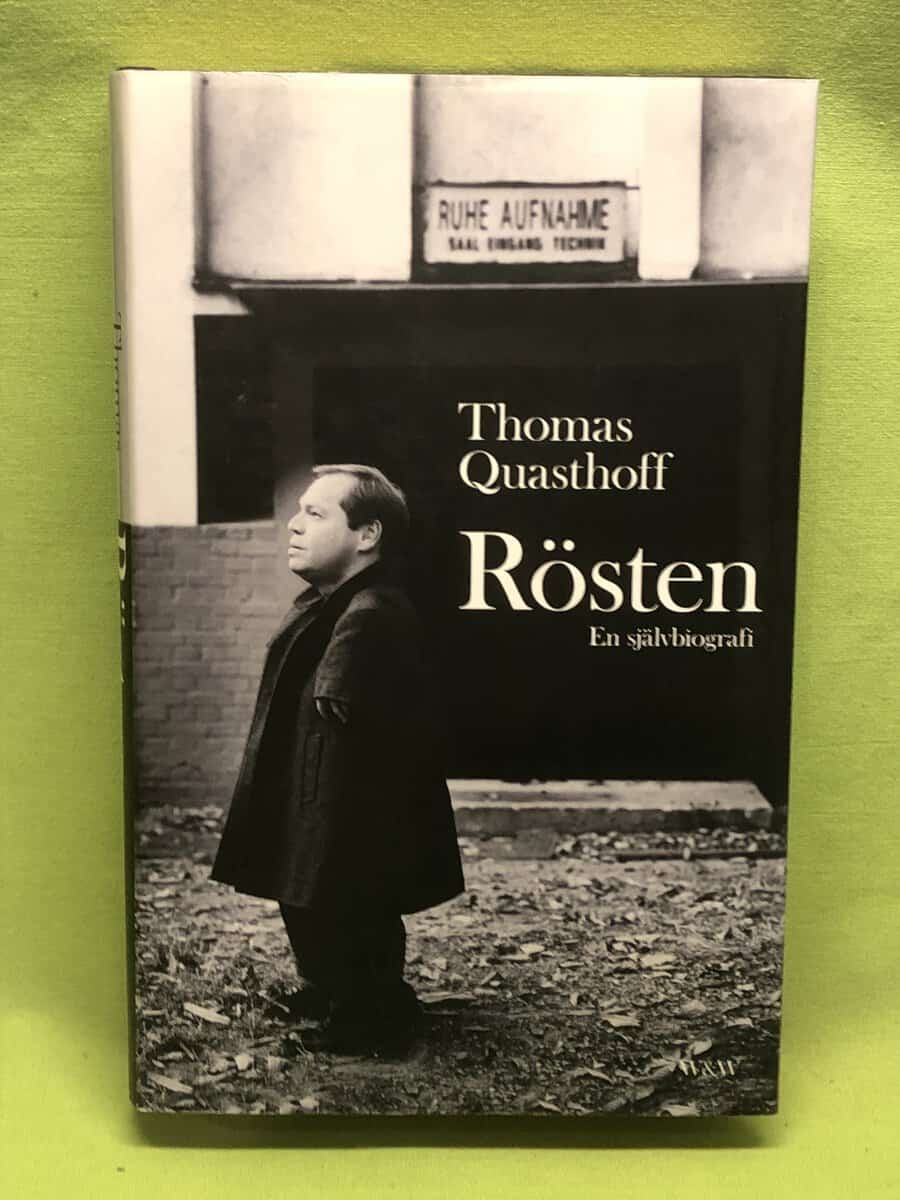 RUHE AUFNAHME
SAAL EINGANG TECHNIK
Thomas
Quasthoff
Rösten
En självbiografi
W&W